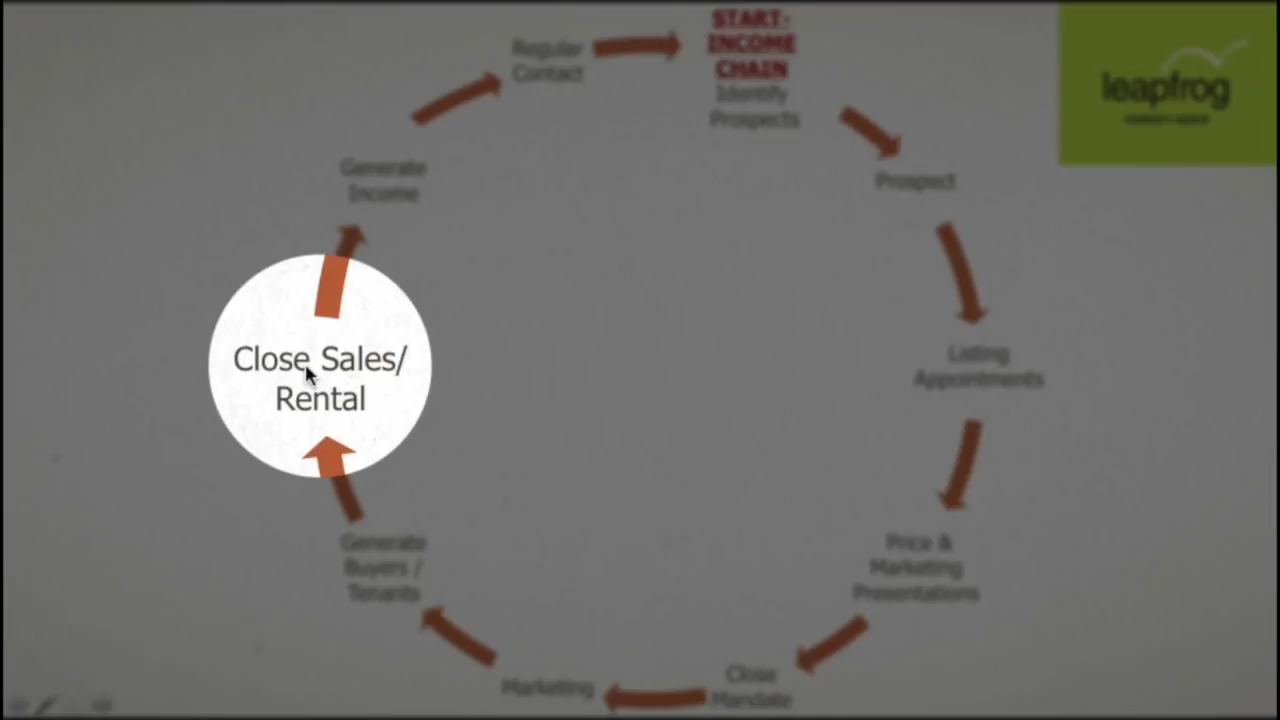 START-
INCOME
CHAIN
Identify
Prospects
Prospect
Listing
Appointments
Price &
Marketing
Presentations
Close
Mandate
Marketing
Generate
Buyers /
Tenants
Close Sales/
Rental
Generate
Income
Regular
Contact
leapfrog